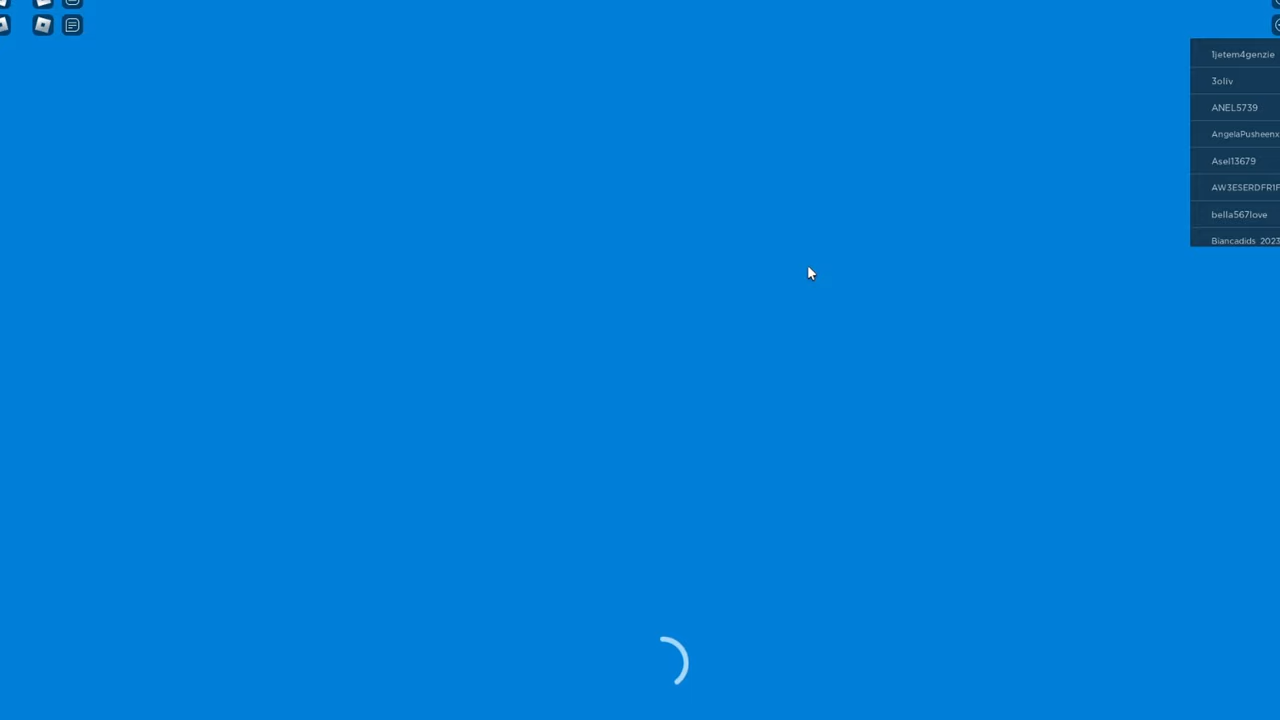 1jetem4genzie
3oliv
ANEL5739
AngelaPusheenx
Asel13679
AW3ESERDFR1F
bella567love
Biancadids_2023